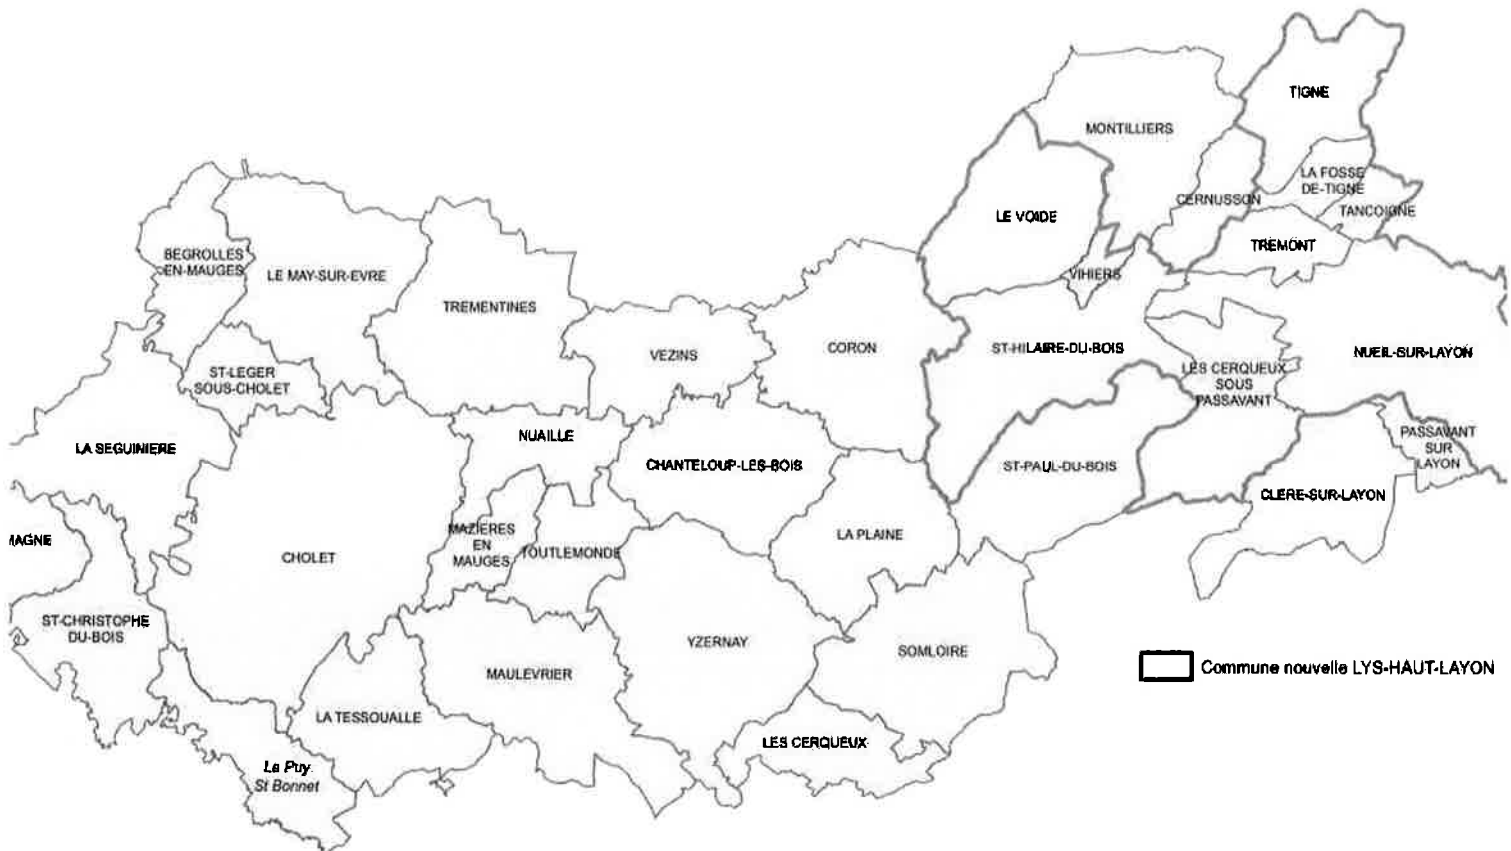 TIGNE
MONTILLIERS
LA FOSSE
DE-TIGNE
CERNUSSON
TANCOIGNE
LE VOIDE
TREMONT
BEGROLLES
EN-MAUGES
LE MAY-SUR-EVRE
VIHIERS
TREMENTINES
VEZINS
CORON
ST-HILAIRE-DU-BOIS
NUEIL-SUR-LAYON
ST-LEGER
SOUS-CHOLET
LES CERQUEUX
SOUS
PASSAVANT
LA SEGUINIERE
NUAILLE
CHANTELOUP-LES-BOIS
ST-PAUL-DU-BOIS
PASSAVANT
SUR
LAYON
CLERE-SUR-LAYON
MAGNE
CHOLET
MAZIERES
EN
MAUGES
TOUTLEMONDE
LA PLAINE
ST-CHRISTOPHE
DU-BOIS
YZERNAY
SOMLOIRE
MAULEVRIER
Commune nouvelle LYS-HAUT-LAYON
LA TESSOUALLE
LES CERQUEUX
Le Puy
St Bonnet